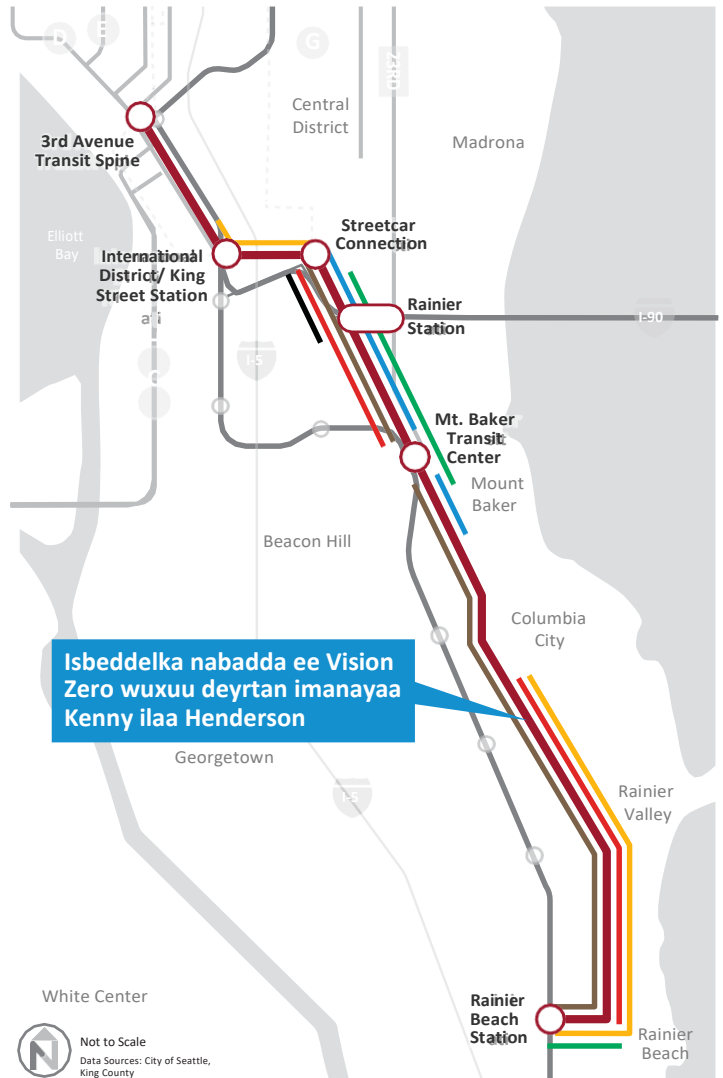 D
E
G
23RD
Central
District
Madrona
3rd Avenue
Transit Spine
Elliott
Bay
International
District/ King
Street Station
Streetcar
Connection
Rainier
Station
I-90
I-5
C
Mt. Baker
Transit
Center
Mount
Baker
Beacon Hill
Columbia
City
Isbeddelka nabadda ee Vision
Zero wuxuu deyrtan imanayaa
Kenny ilaa Henderson
Georgetown
I-5
Rainier
Valley
White Center
Rainier
Beach
Station
Rainier
Beach
N
Not to Scale
Data Sources: City of Seattle,
King County